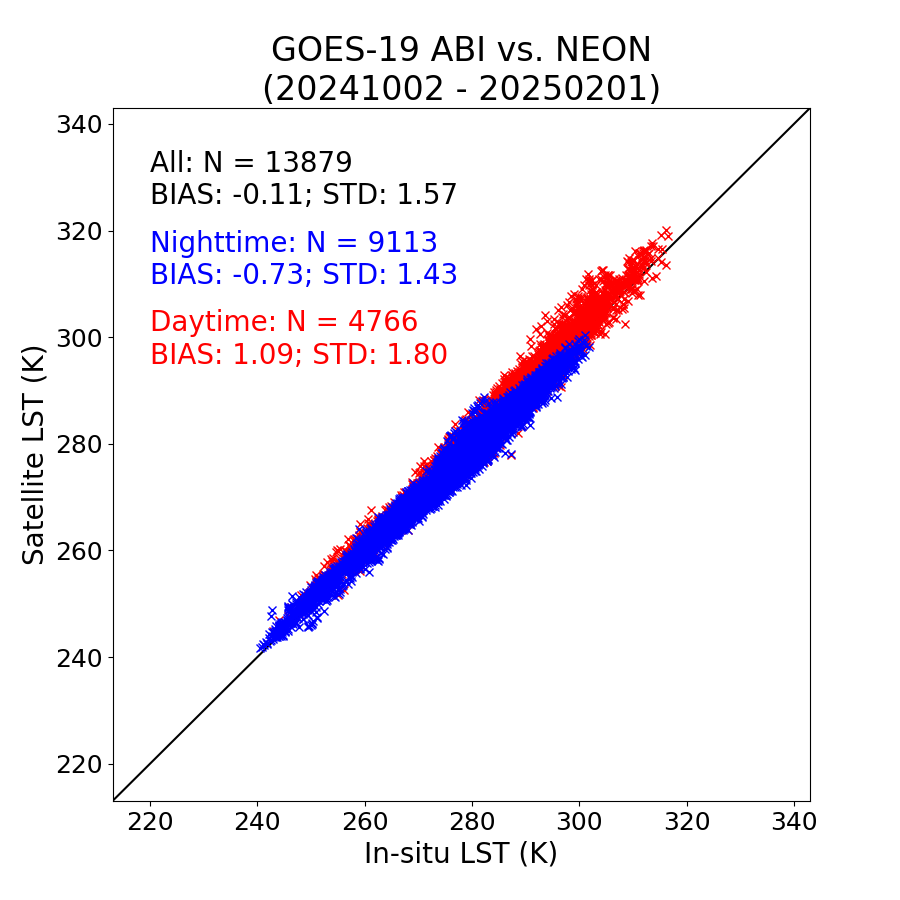 GOES-19 ABI vs. NEON
(20241002 - 20250201)
All: N = 13879
BIAS: -0.11; STD: 1.57
Nighttime: N = 9113
BIAS: -0.73; STD: 1.43
Daytime: N = 4766
BIAS: 1.09; STD: 1.80
Satellite LST (K)
340
320
300
280
260
240
220
220 240 260 280 300 320 340
In-situ LST (K)